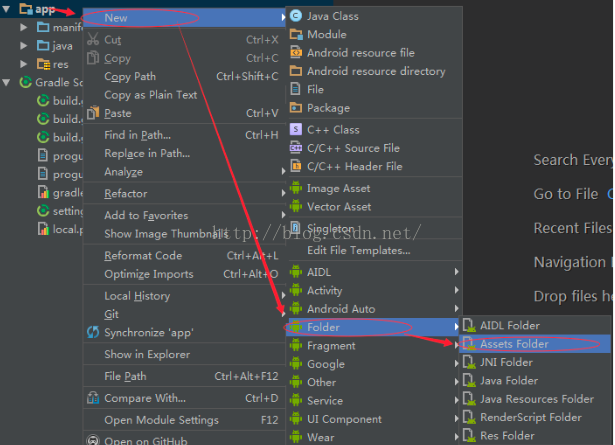 app
manife
java
res
Gradle Sc
build.g
build.g
build.g
progu
progu
gradle
setting
local.p
New
Cut Ctrl+X
Copy Ctrl+C
Copy Path Ctrl+Shift+C
Copy as Plain Text
Paste Ctrl+V
Find in Path... Ctrl+H
Replace in Path...
Analyze
Refactor
Add to Favorites
Show Image Thumbnails
Reformat Code Ctrl+Alt+L
Optimize Imports Ctrl+Alt+O
Local History
Git
Synchronize 'app'
Show in Explorer
File Path Ctrl+Alt+F12
Compare With... Ctrl+D
Open Module Settings F12
Open on GitHub
Java Class
Module
Android resource file
Android resource directory
File
Package
C++ Class
C/C++ Source File
C/C++ Header File
Image Asset
Vector Asset
Singleton
Edit File Templates...
AIDL
Activity
Android Auto
Folder
Fragment
Google
Other
Service
UI Component
Wear
AIDL Folder
Assets Folder
JNI Folder
Java Folder
Java Resources Folder
RenderScript Folder
Res Folder
Search Every
Go to File C
Recent Files
Navigation B
Drop files he
http://blog.csdn.net/